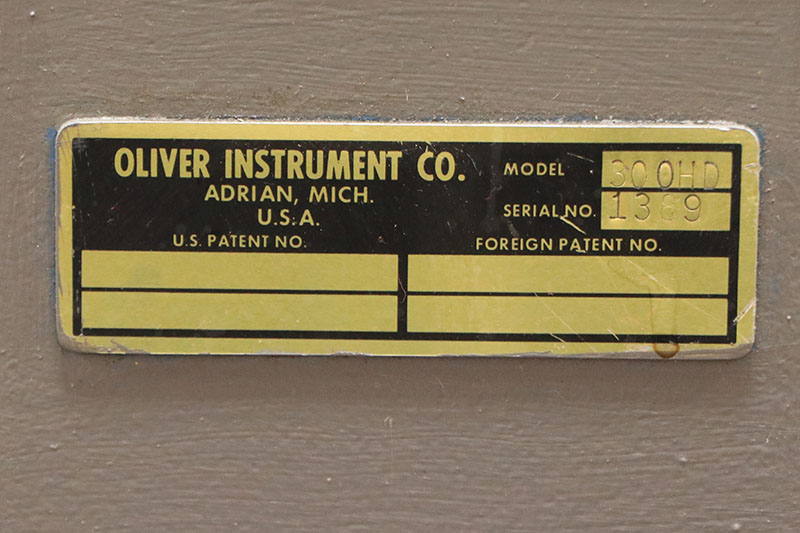 OLIVER INSTRUMENT CO.
ADRIAN, MICH.
U.S.A.
MODEL 300HD
SERIAL NO. 1389
U.S. PATENT NO.
FOREIGN PATENT NO.